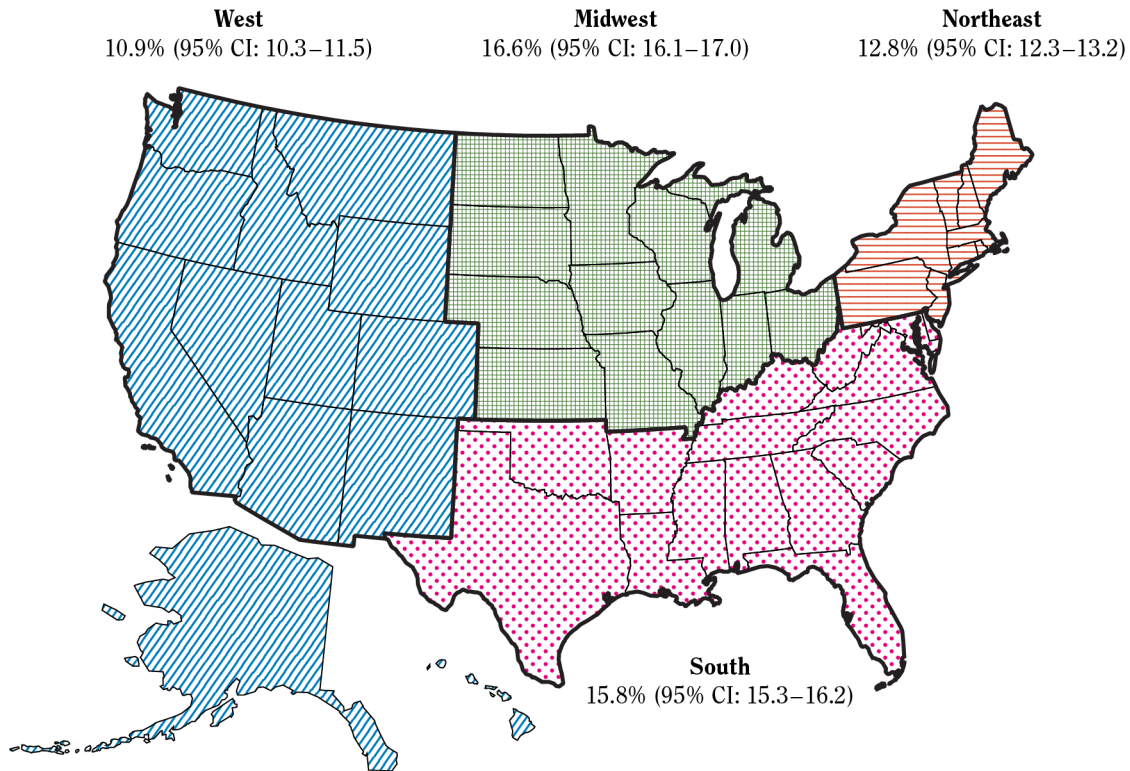 West
10.9% (95% CI: 10.3–11.5)
Midwest
16.6% (95% CI: 16.1–17.0)
Northeast
12.8% (95% CI: 12.3–13.2)
South
15.8% (95% CI: 15.3–16.2)